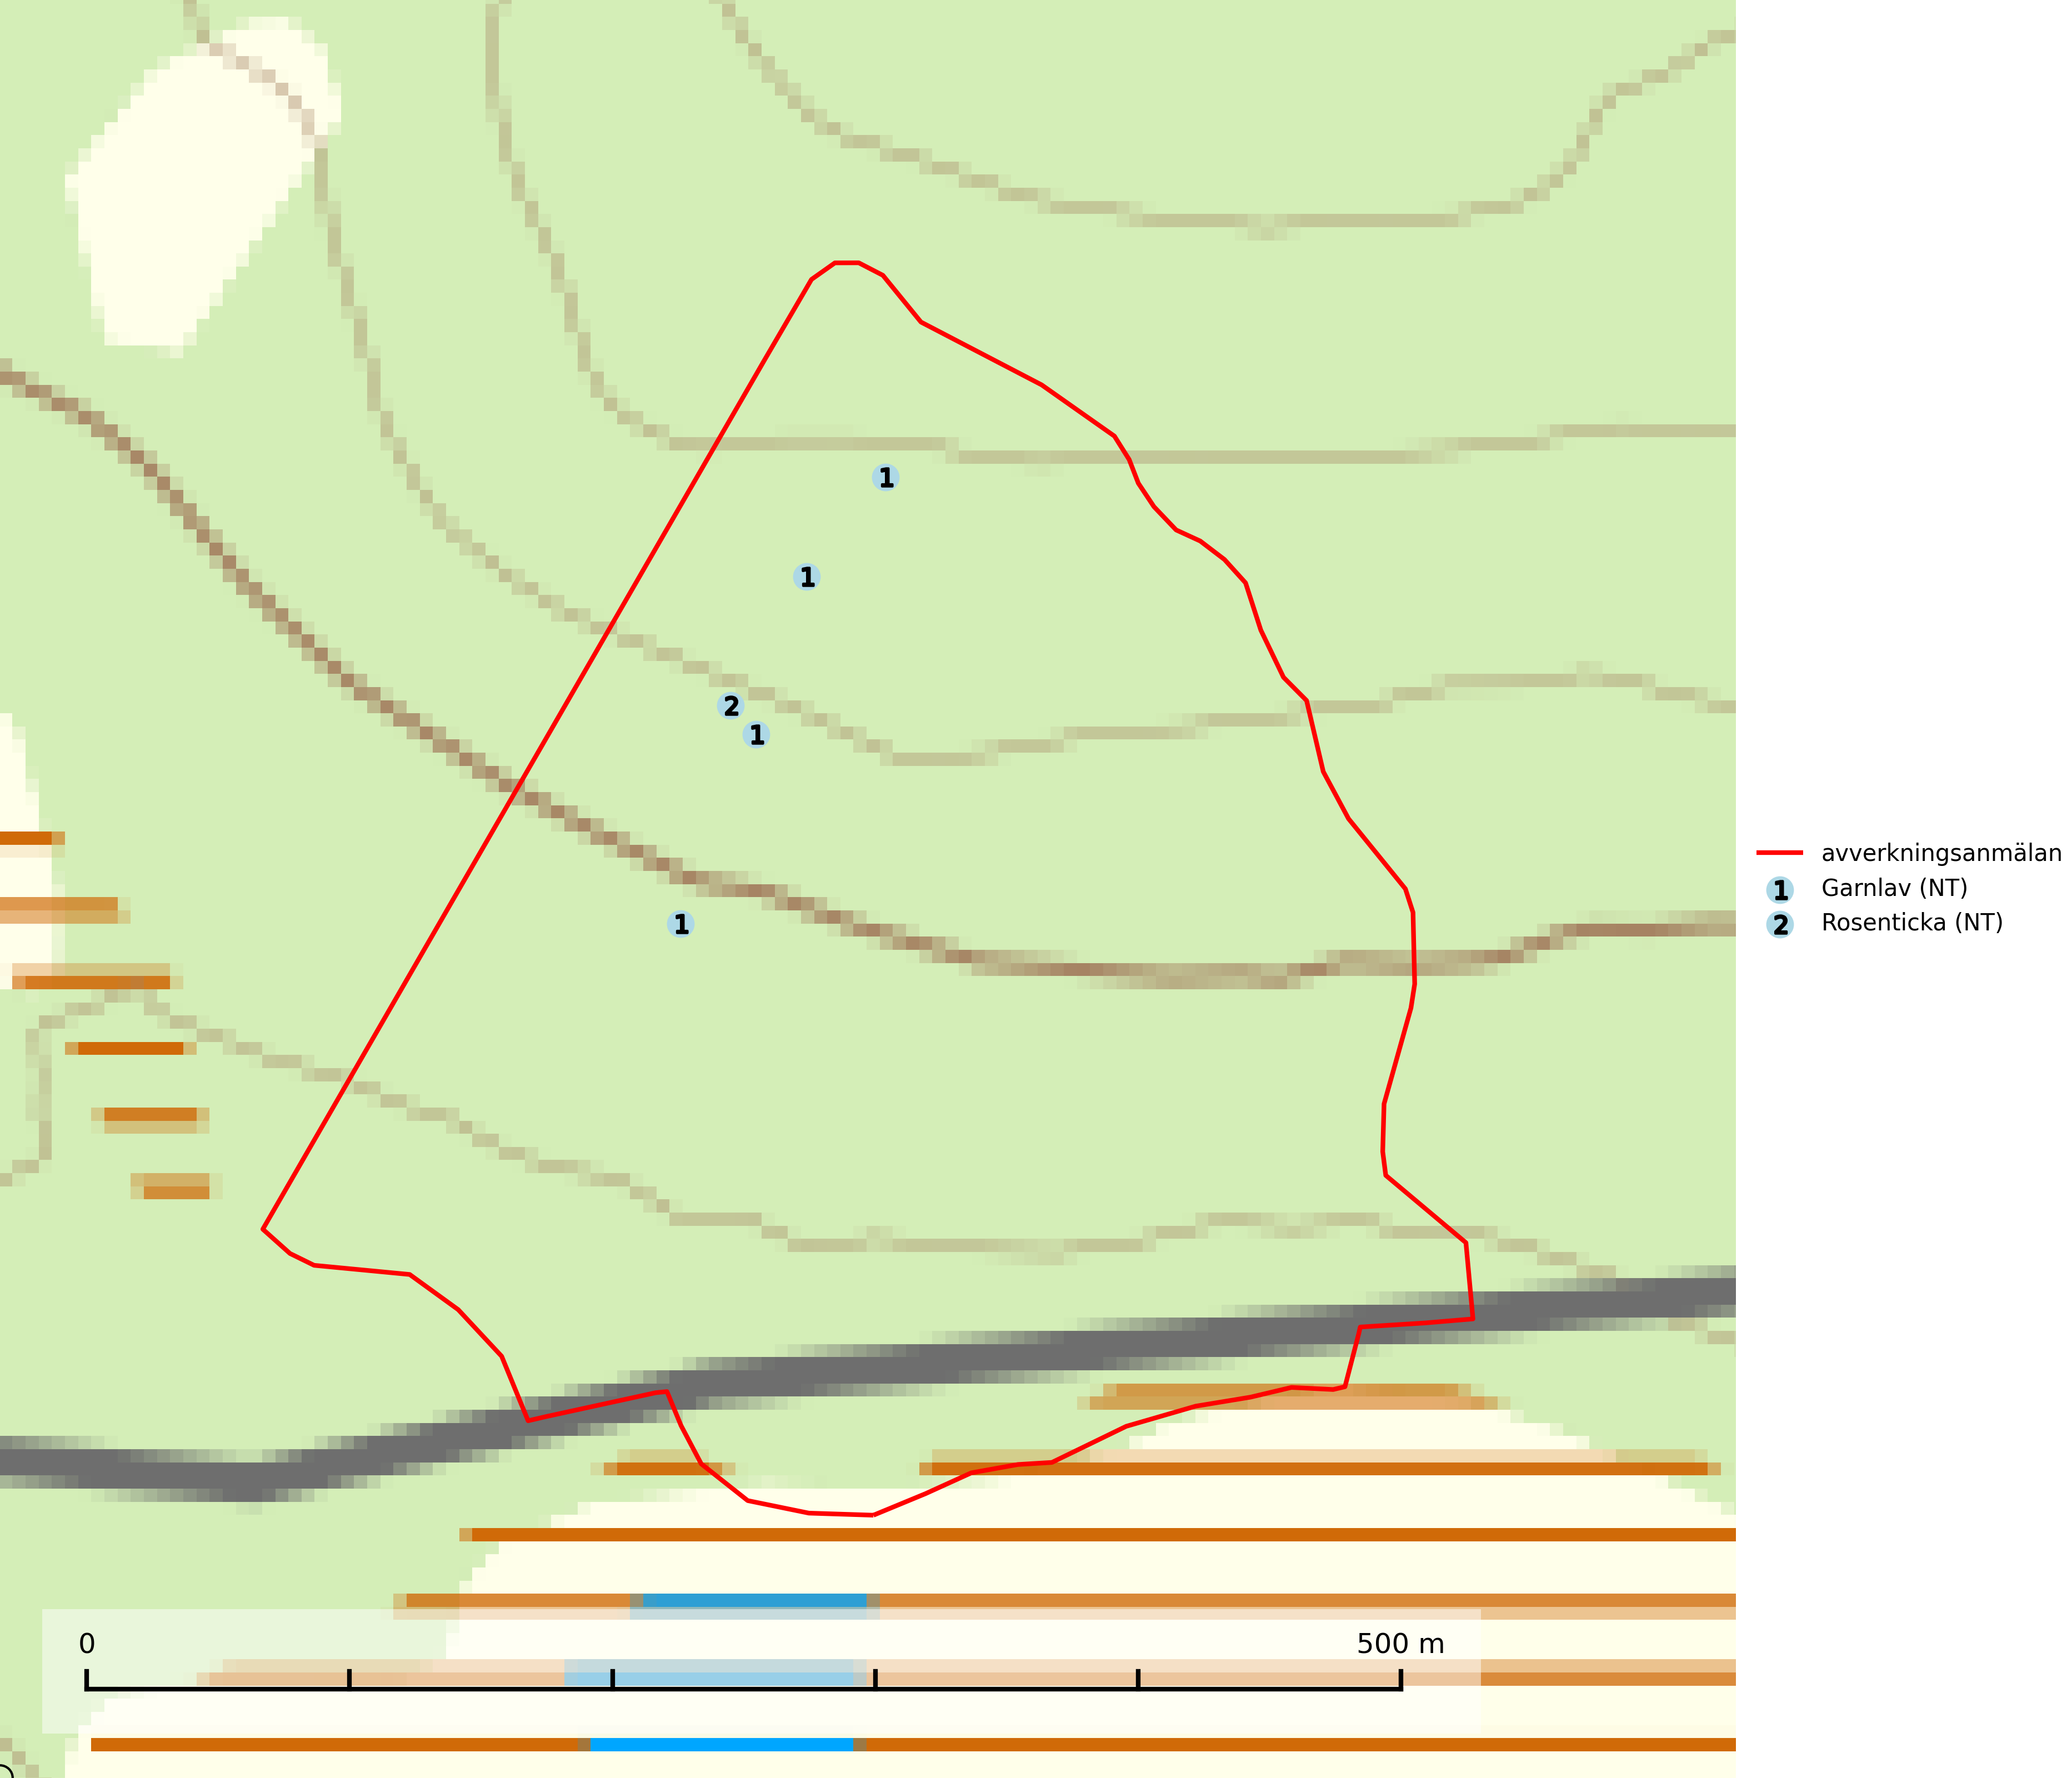 1
1
2
1
1
avverkningsanmälan
1 Garnlav (NT)
2 Rosenticka (NT)
0 500 m